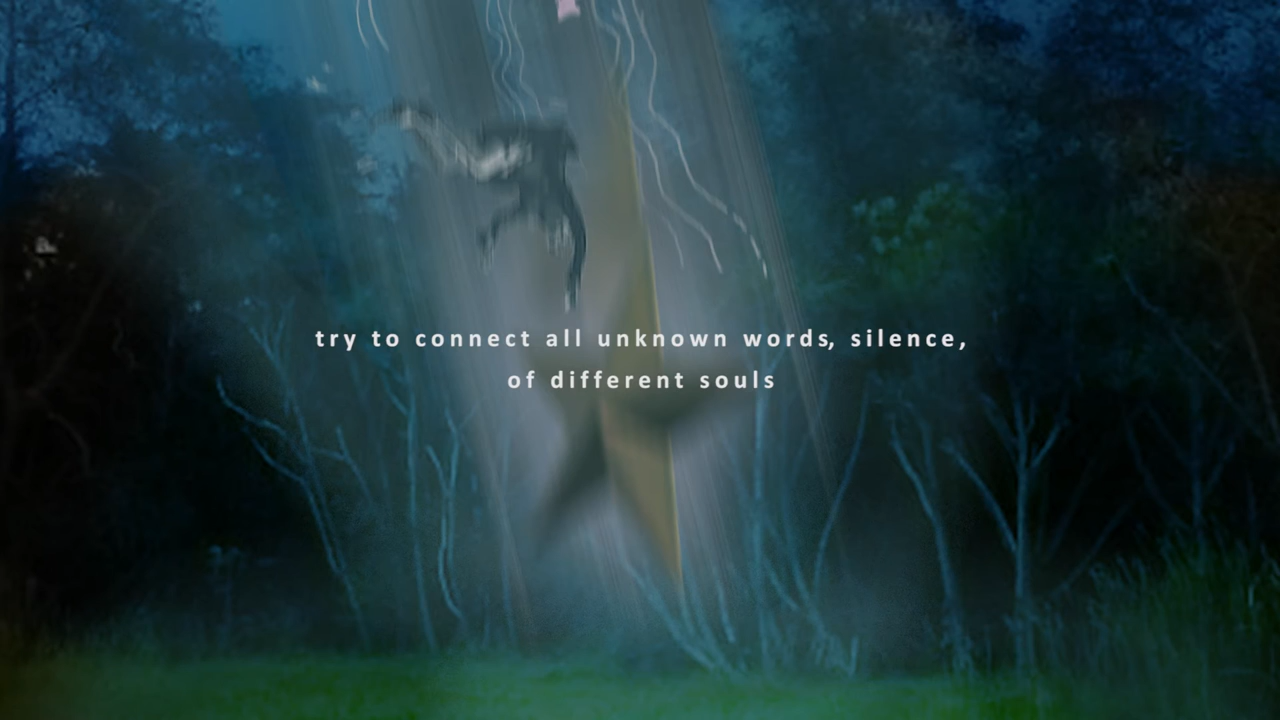 try to connect all unknown words, silence,
of different souls